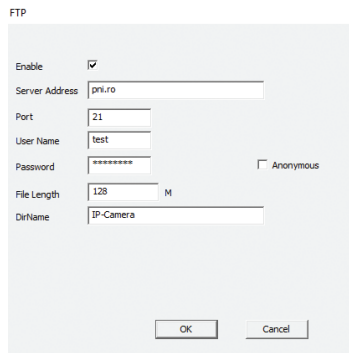 FTP
Enable
Server Address pni.ro
Port 21
User Name test
Password ********
Anonymous
File Length 128 M
DirName IP-Camera
OK Cancel